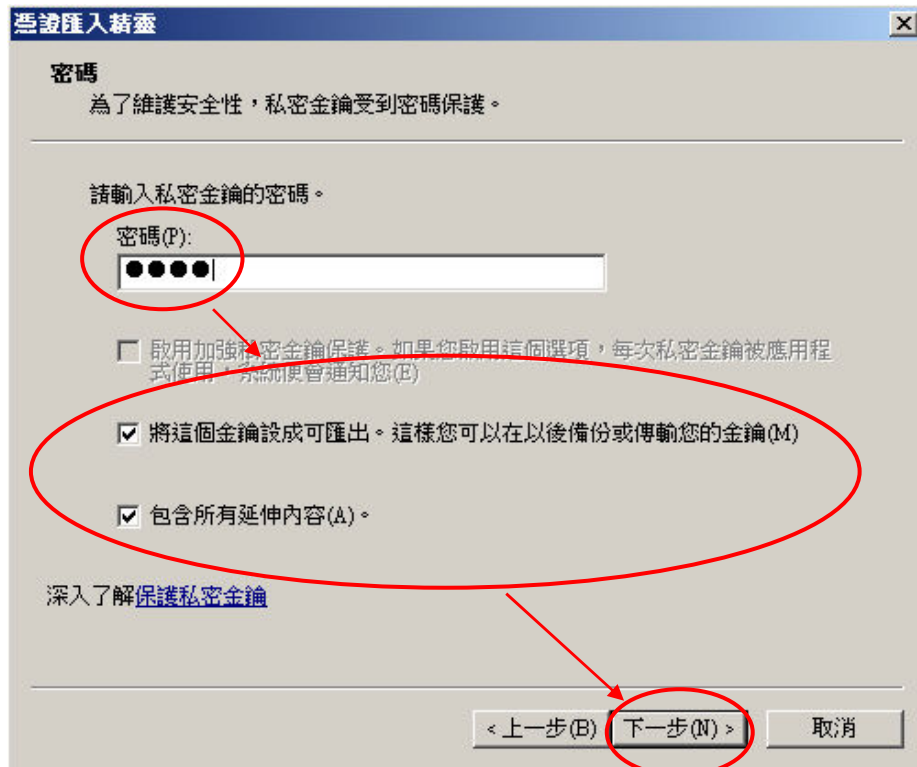 憑證匯入精靈
密碼
為了維護安全性，私密金鑰受到密碼保護。
請輸入私密金鑰的密碼。
密碼(P):
●●●●
啟用加強私密金鑰保護。如果您啟用這個選項，每次私密金鑰被應用程
式使用，系統便會通知您(E)
將這個金鑰設成可匯出。這樣您可以在以後備份或傳輸您的金鑰(M)
包含所有延伸內容(A)。
深入了解保護私密金鑰
<上一步(B) 下一步(N)> 取消